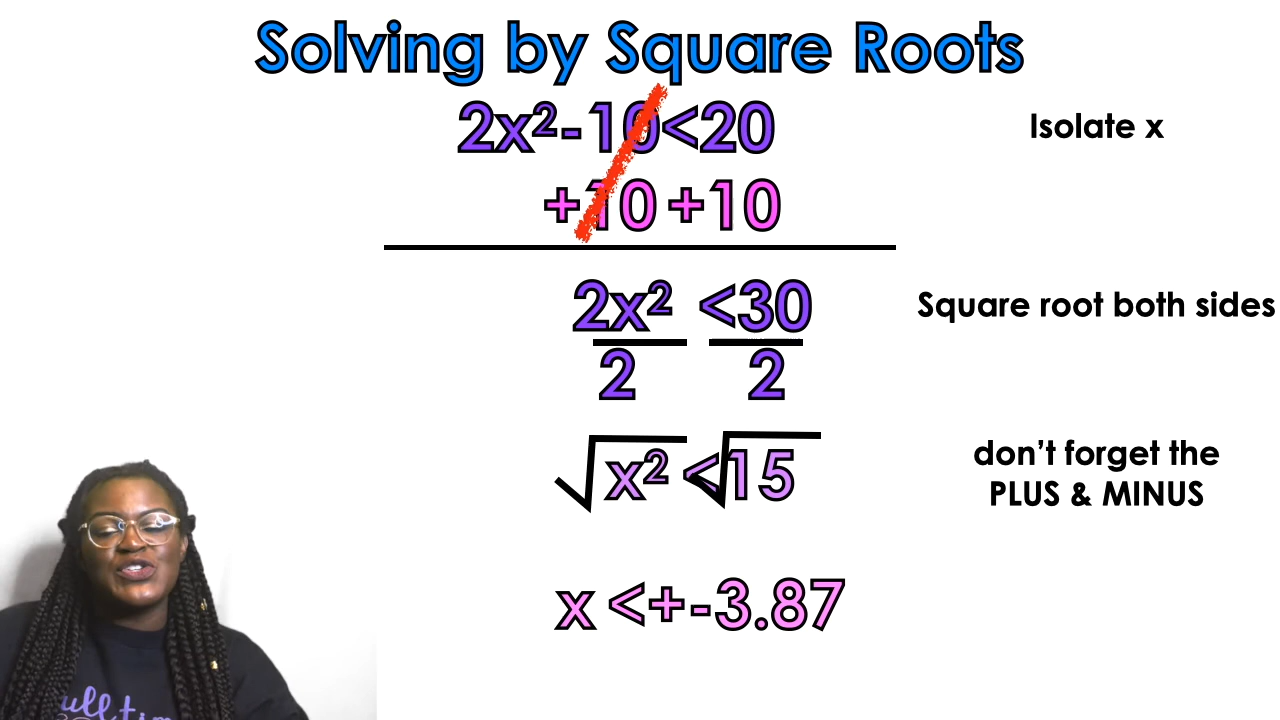 Solving by Square Roots
2x²-10<20
Isolate x
+10 +10
2x² <30
Square root both sides
2 2
√x² <√15
don't forget the
PLUS & MINUS
x <+-3.87